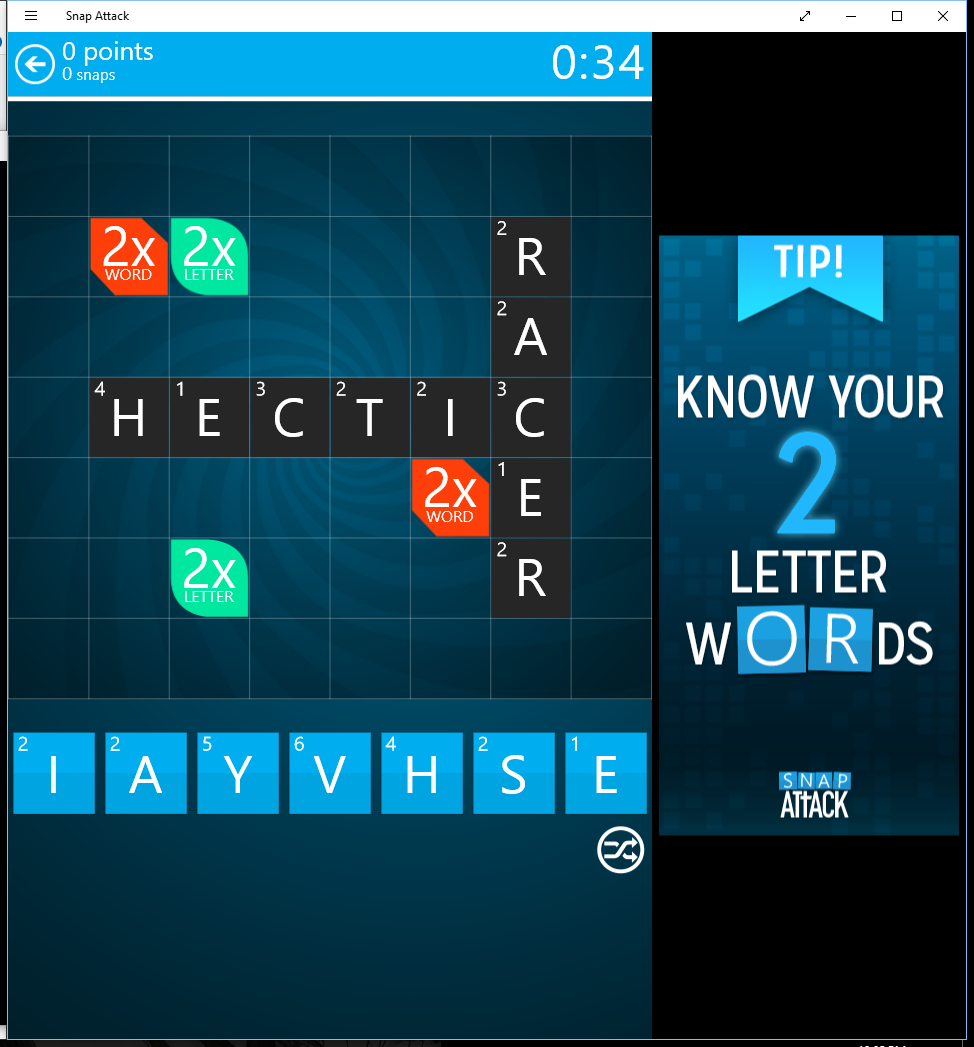 Snap Attack
0 points
0:34
0 snaps
2x WORD
2x LETTER
2 R
2 A
4 H 1 E 3 C 2 T 2 I 3 C
2x WORD
1 E
2x LETTER
2 R
2 I 2 A 5 Y 6 V 4 H 2 S 1 E
TIP!
KNOW YOUR
2
LETTER
WORDS
SNAP
ATTACK